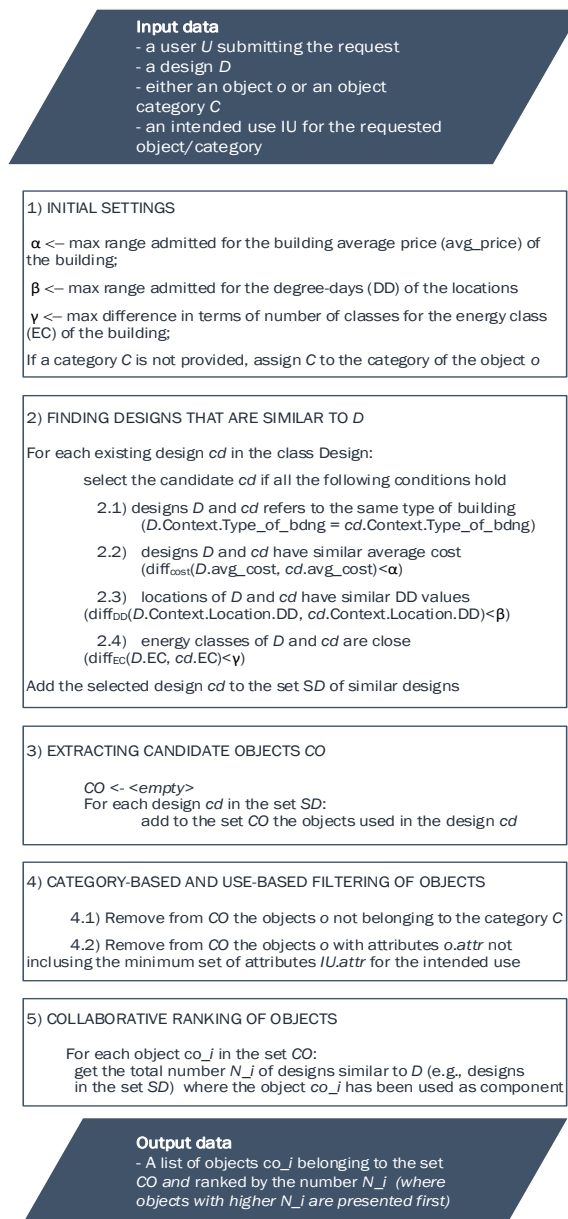 Input data
- a user U submitting the request
- a design D
- either an object o or an object
category C
- an intended use IU for the requested
object/category
1) INITIAL SETTINGS
α <– max range admitted for the building average price (avg_price) of
the building;
β <– max range admitted for the degree-days (DD) of the locations
γ <– max difference in terms of number of classes for the energy class
(EC) of the building;
If a category C is not provided, assign C to the category of the object o
2) FINDING DESIGNS THAT ARE SIMILAR TO D
For each existing design cd in the class Design:
select the candidate cd if all the following conditions hold
2.1) designs D and cd refers to the same type of building
(D.Context.Type_of_bdng = cd.Context.Type_of_bdng)
2.2) designs D and cd have similar average cost
(diffcost(D.avg_cost, cd.avg_cost)<α)
2.3) locations of D and cd have similar DD values
(diffDD(D.Context.Location.DD, cd.Context.Location.DD)<β)
2.4) energy classes of D and cd are close
(diffEC(D.EC, cd.EC)<γ)
Add the selected design cd to the set SD of similar designs
3) EXTRACTING CANDIDATE OBJECTS CO
CO <- <empty>
For each design cd in the set SD:
add to the set CO the objects used in the design cd
4) CATEGORY-BASED AND USE-BASED FILTERING OF OBJECTS
4.1) Remove from CO the objects o not belonging to the category C
4.2) Remove from CO the objects o with attributes o.attr not
inclusing the minimum set of attributes IU.attr for the intended use
5) COLLABORATIVE RANKING OF OBJECTS
For each object co_i in the set CO:
get the total number N_i of designs similar to D (e.g., designs
in the set SD) where the object co_i has been used as component
Output data
- A list of objects co_i belonging to the set
CO and ranked by the number N_i (where
objects with higher N_i are presented first)